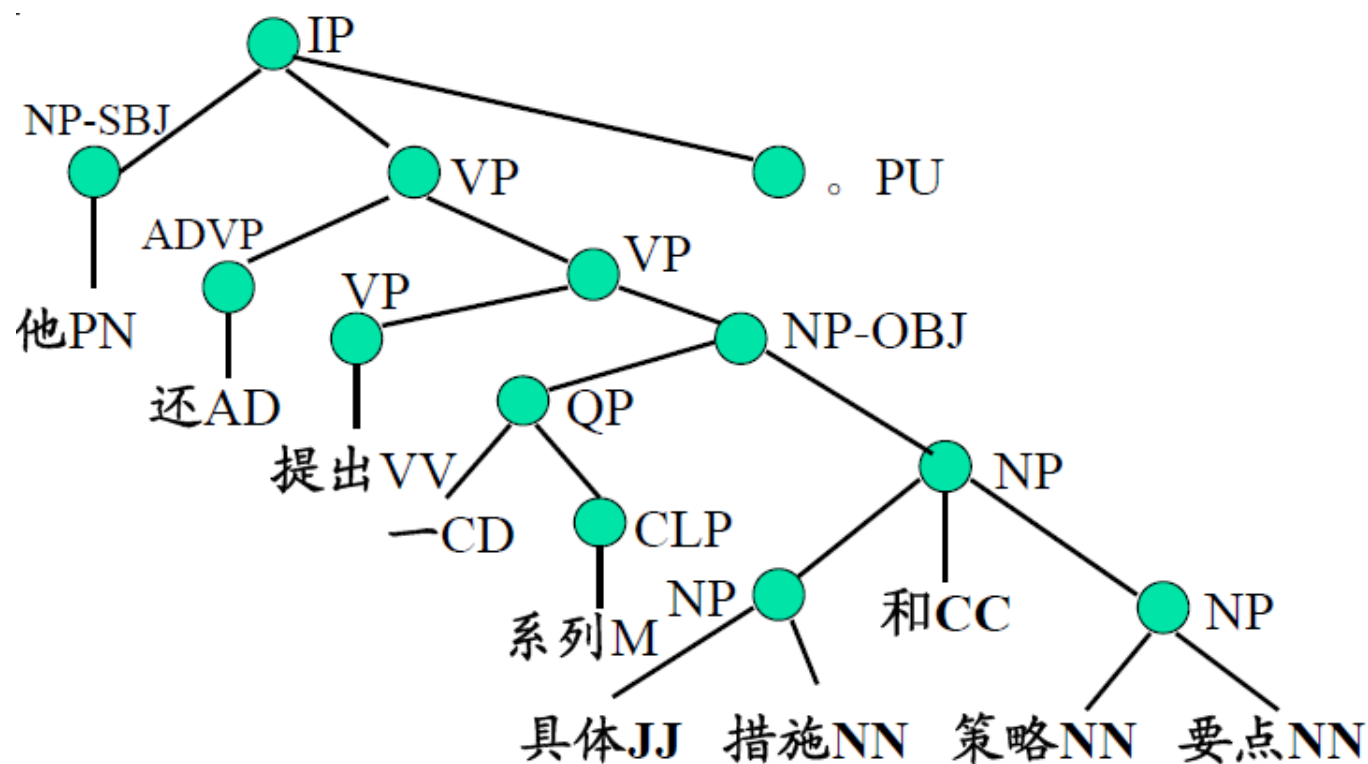 IP
NP-SBJ
VP
。PU
ADVP
VP
VP
他PN
NP-OBJ
还AD
QP
提出VV
NP
一CD
CLP
NP
和CC
NP
系列M
具体JJ 措施NN 策略NN 要点NN